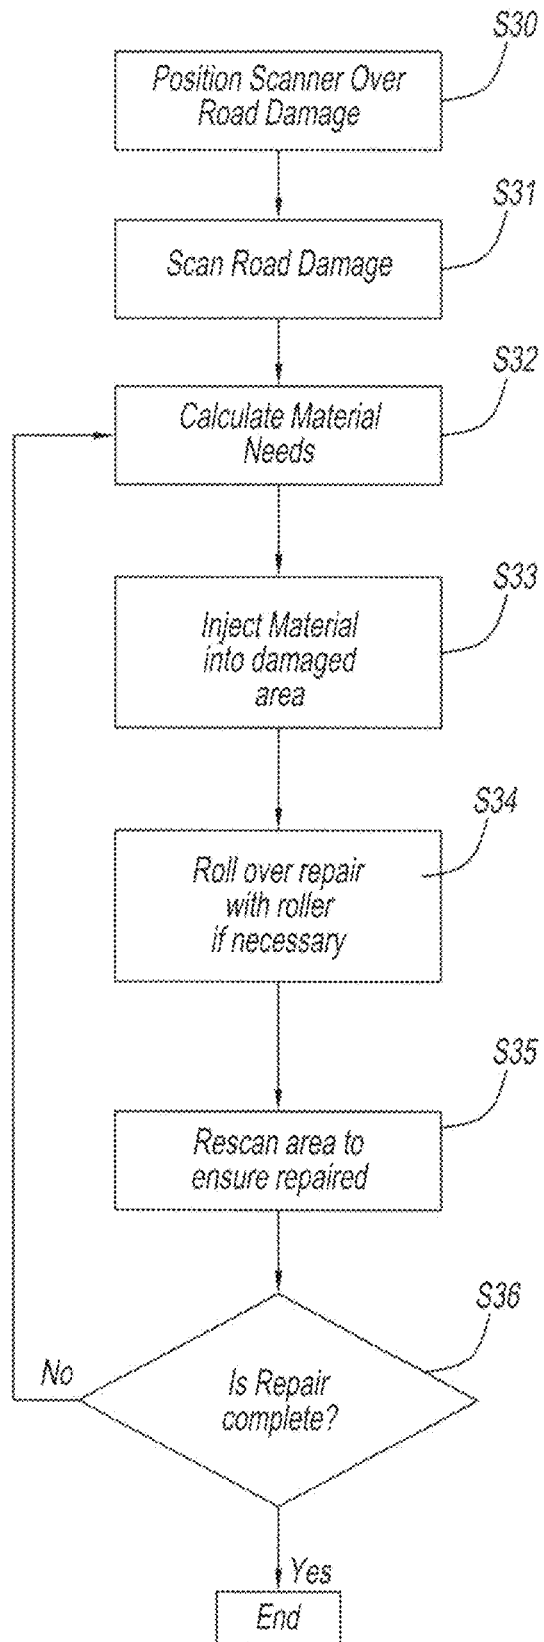 S30
Position Scanner Over
Road Damage
S31
Scan Road Damage
S32
Calculate Material
Needs
S33
Inject Material
into damaged
area
S34
Roll over repair
with roller
if necessary
S35
Rescan area to
ensure repaired
S36
No
Is Repair
complete?
Yes
End